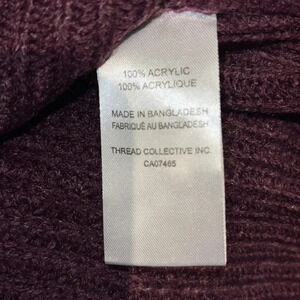 100% ACRYLIC
100% ACRYLIQUE
MADE IN BANGLADESH
FABRIQUÉ AU BANGLADESH
THREAD COLLECTIVE INC.
CA07465